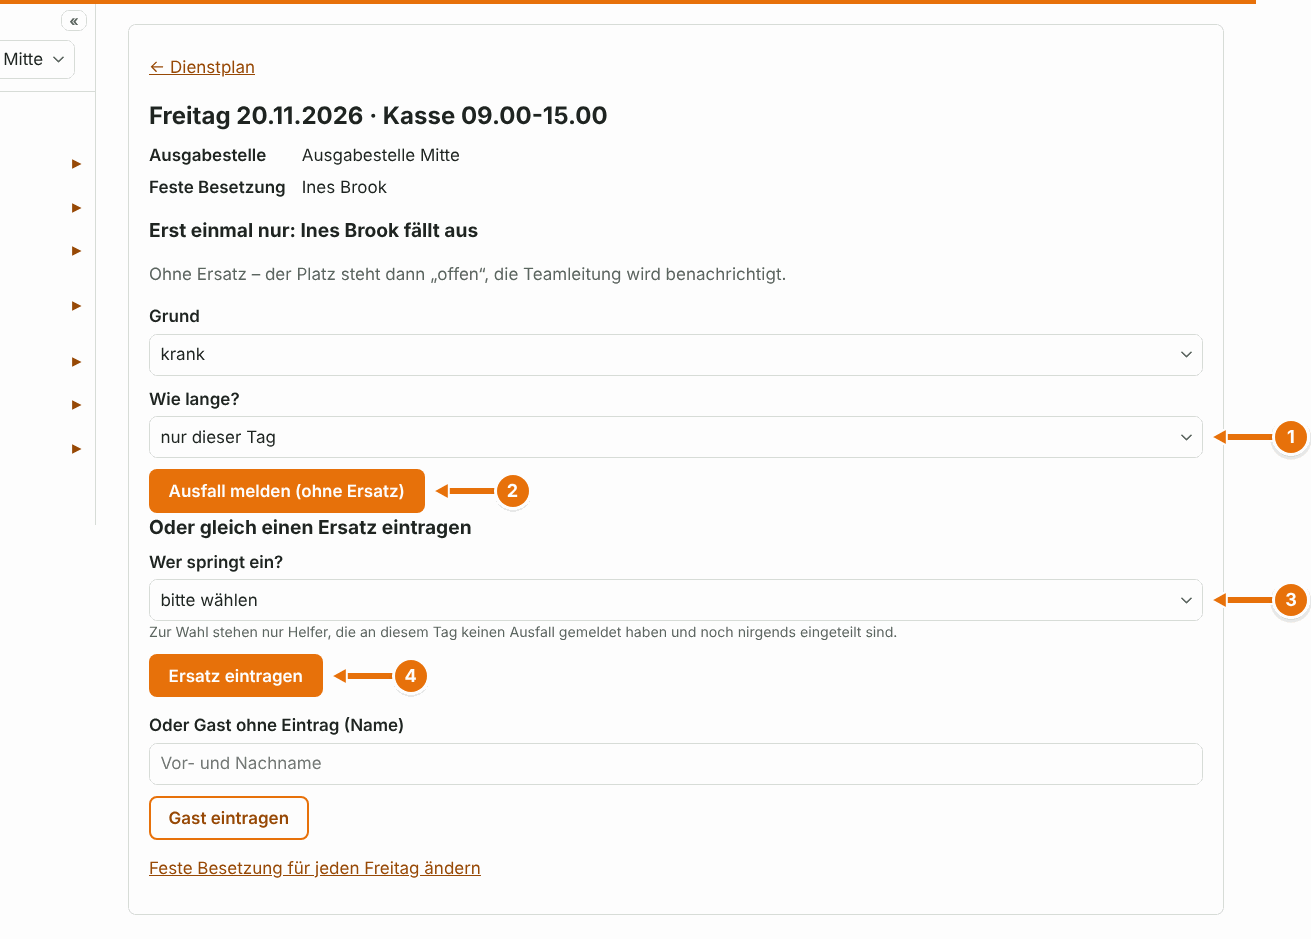 «
Mitte
← Dienstplan
Freitag 20.11.2026 · Kasse 09.00-15.00
Ausgabestelle Ausgabestelle Mitte
Feste Besetzung Ines Brook
Erst einmal nur: Ines Brook fällt aus
Ohne Ersatz – der Platz steht dann „offen“, die Teamleitung wird benachrichtigt.
Grund
krank
Wie lange?
nur dieser Tag
1
Ausfall melden (ohne Ersatz)
2
Oder gleich einen Ersatz eintragen
Wer springt ein?
bitte wählen
3
Zur Wahl stehen nur Helfer, die an diesem Tag keinen Ausfall gemeldet haben und noch nirgends eingeteilt sind.
Ersatz eintragen
4
Oder Gast ohne Eintrag (Name)
Vor- und Nachname
Gast eintragen
Feste Besetzung für jeden Freitag ändern